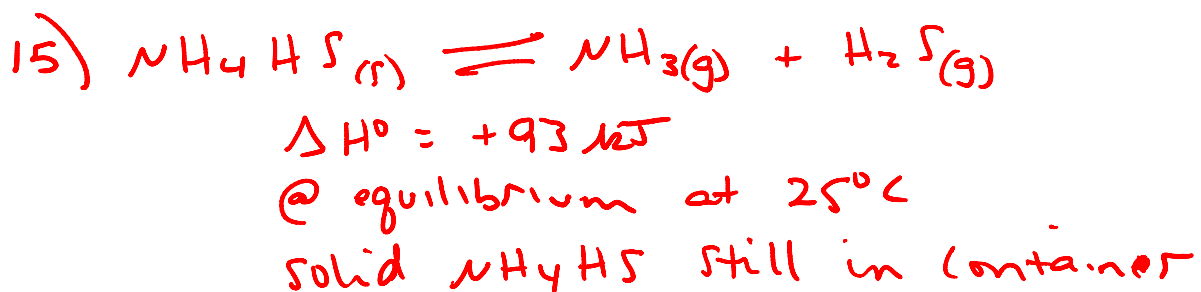 15) NH4HS(s) ⇌ NH3(g) + H2S(g)
ΔH° = +93 kJ
@ equilibrium at 25°C
solid NH4HS still in container